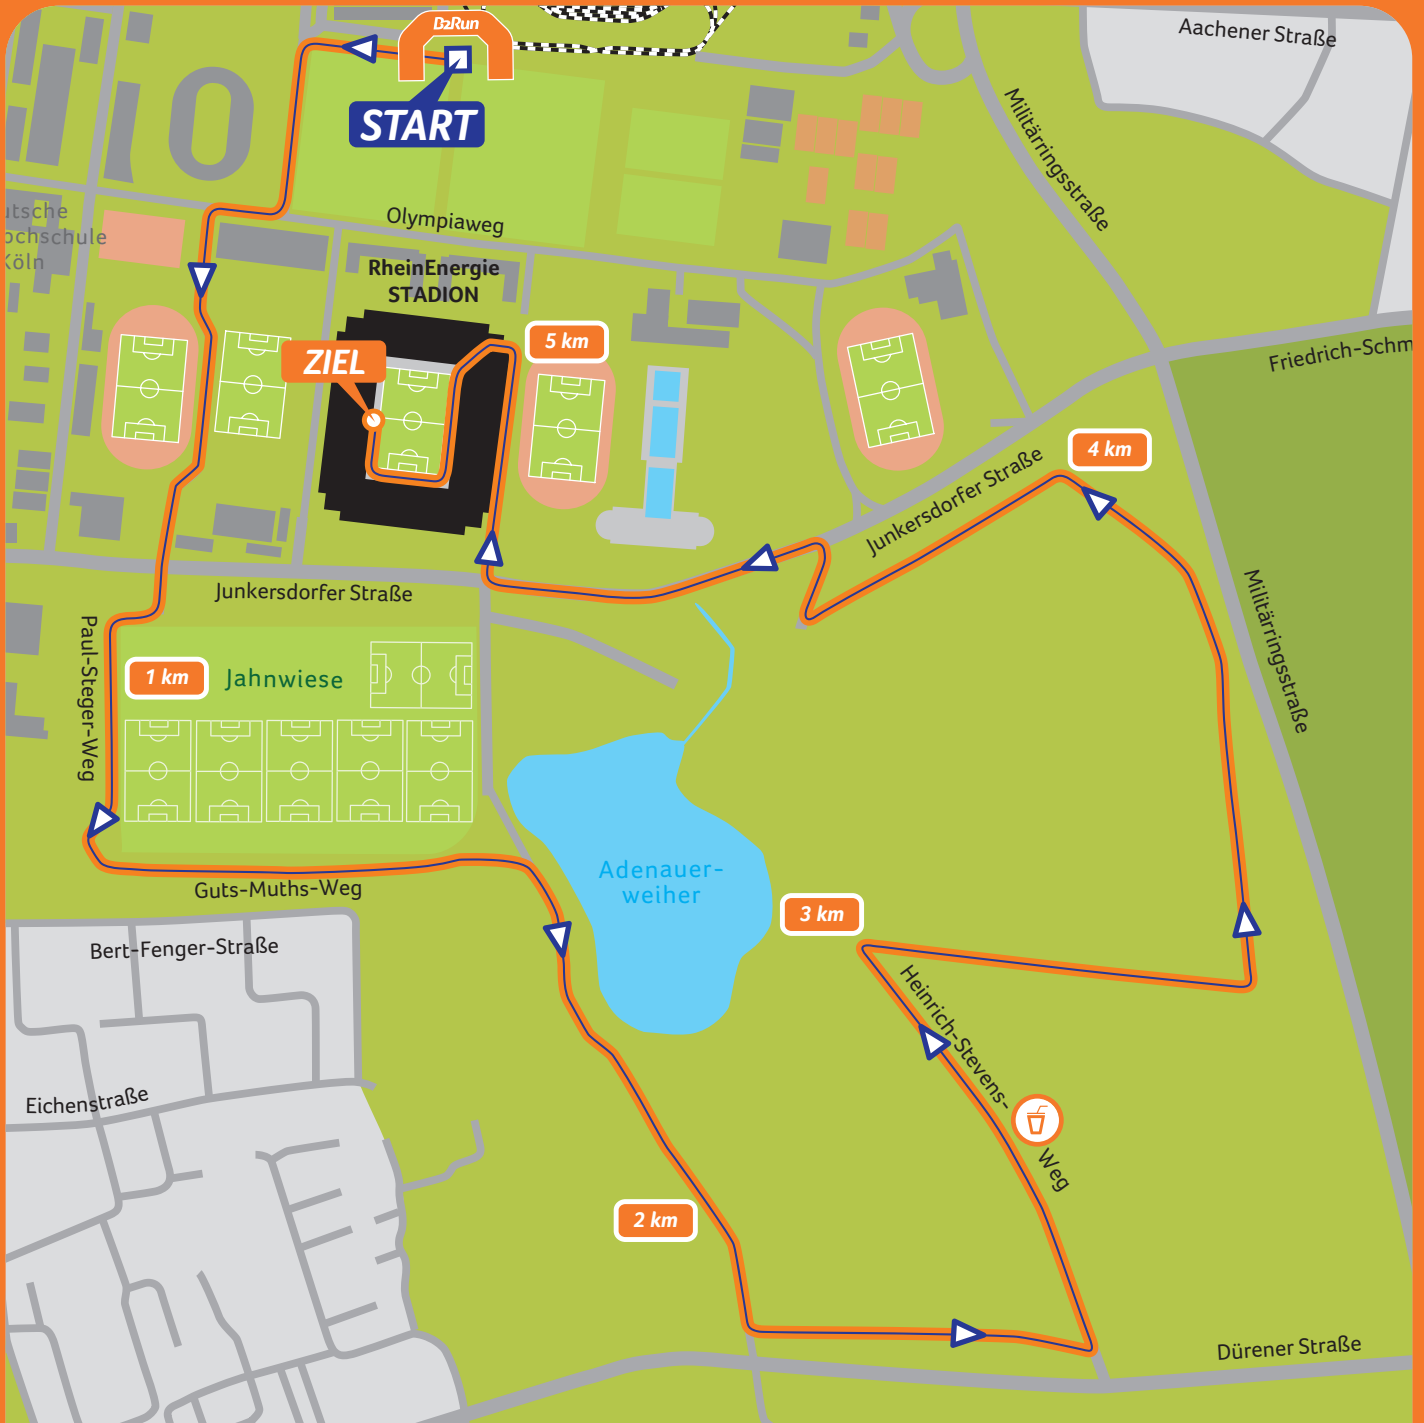 B2Run
Aachener Straße
START
Militärringsstraße
Olympiaweg
RheinEnergie
STADION
ZIEL
5 km
Friedrich-Schm
4 km
Junkersdorfer Straße
Junkersdorfer Straße
Militärringsstraße
Paul-Steger-Weg
1 km
Jahnwiese
Adenauer-
weiher
3 km
Guts-Muths-Weg
Bert-Fenger-Straße
Heinrich-Stevens-
Weg
Eichenstraße
2 km
Dürener Straße
utsche
ochschule
Köln